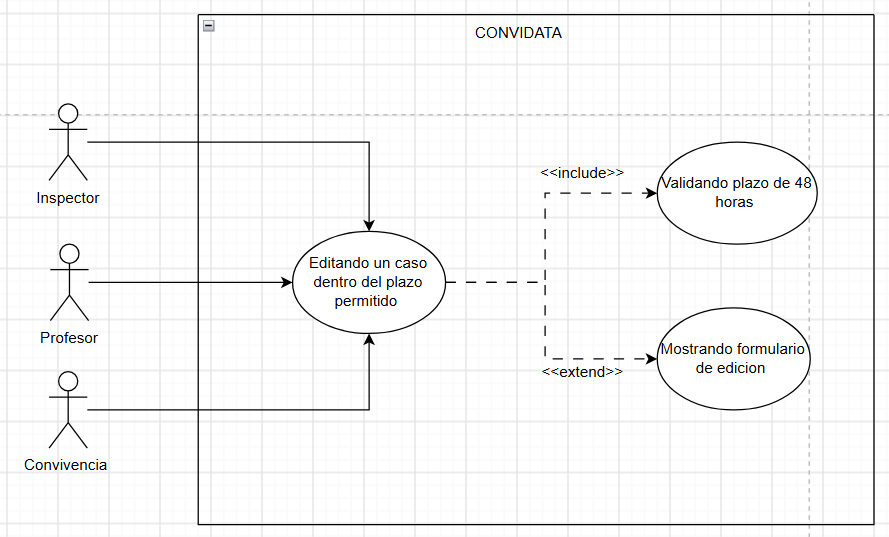 CONVIDATA
Inspector
Profesor
Convivencia
Editando un caso
dentro del plazo
permitido
<<include>>
Validando plazo de 48
horas
<<extend>>
Mostrando formulario
de edicion